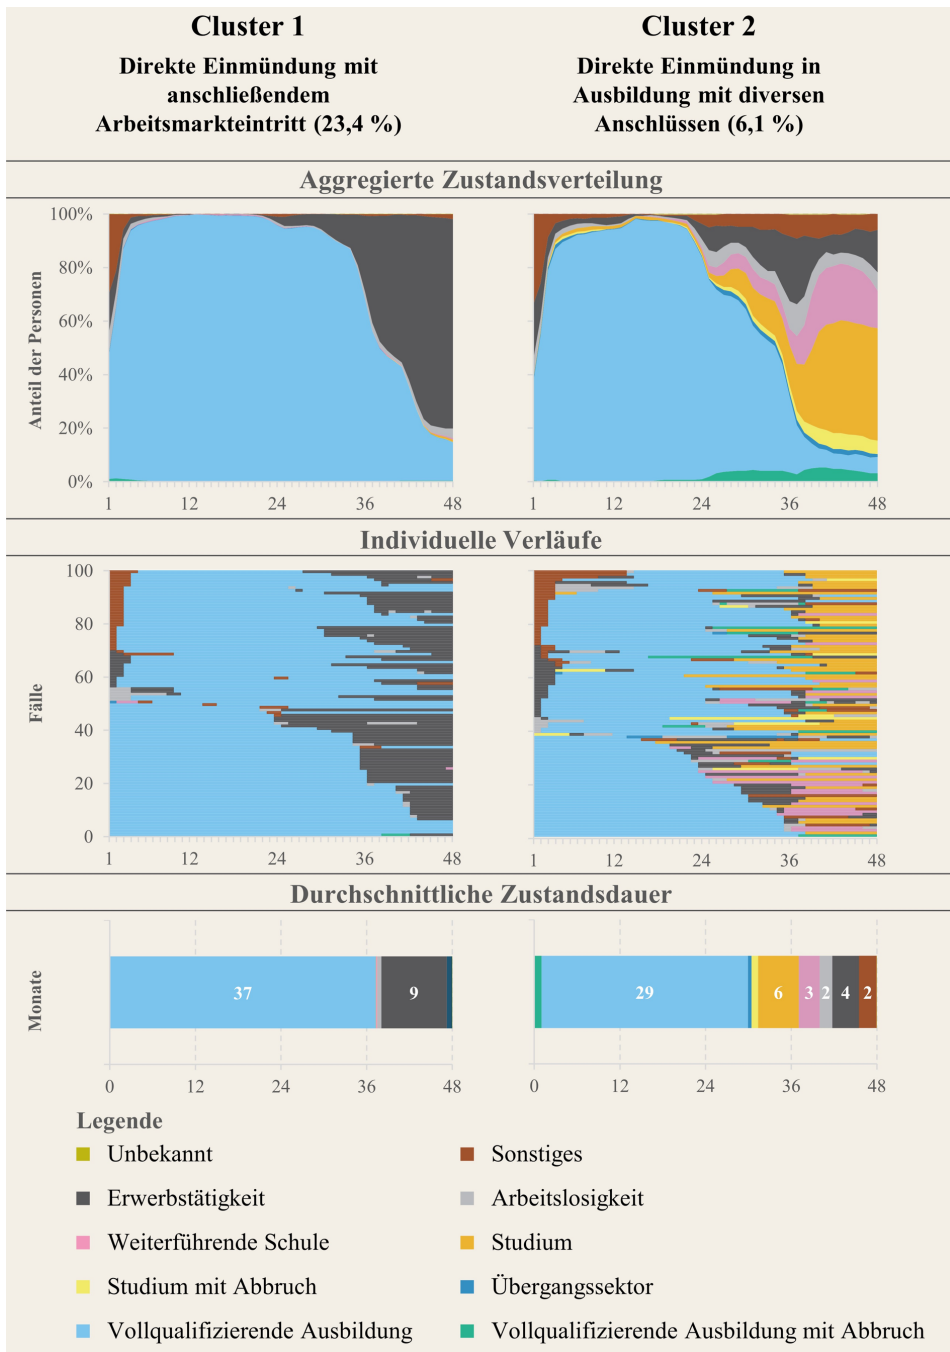 Cluster 1
Cluster 2
Direkte Einmündung mit
anschließendem
Arbeitsmarkteintritt (23,4 %)
Direkte Einmündung in
Ausbildung mit diversen
Anschlüssen (6,1 %)
Aggregierte Zustandsverteilung
Anteil der Personen
100%
80%
60%
40%
20%
0%
1 12 24 36 48
1 12 24 36 48
Individuelle Verläufe
Fälle
100
80
60
40
20
0
1 12 24 36 48
1 12 24 36 48
Durchschnittliche Zustandsdauer
Monate
37 9
29 6 3 2 4 2
0 12 24 36 48
0 12 24 36 48
Legende
Unbekannt
Sonstiges
Erwerbstätigkeit
Arbeitslosigkeit
Weiterführende Schule
Studium
Studium mit Abbruch
Übergangssektor
Vollqualifizierende Ausbildung
Vollqualifizierende Ausbildung mit Abbruch